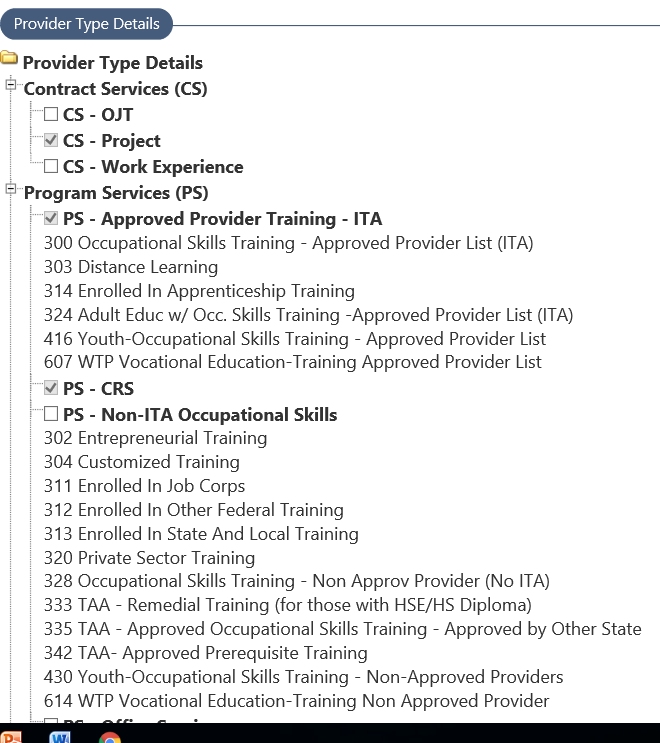 Provider Type Details
Provider Type Details
Contract Services (CS)
CS - OJT
CS - Project
CS - Work Experience
Program Services (PS)
PS - Approved Provider Training - ITA
300 Occupational Skills Training - Approved Provider List (ITA)
303 Distance Learning
314 Enrolled In Apprenticeship Training
324 Adult Educ w/ Occ. Skills Training -Approved Provider List (ITA)
416 Youth-Occupational Skills Training - Approved Provider List
607 WTP Vocational Education-Training Approved Provider List
PS - CRS
PS - Non-ITA Occupational Skills
302 Entrepreneurial Training
304 Customized Training
311 Enrolled In Job Corps
312 Enrolled In Other Federal Training
313 Enrolled In State And Local Training
320 Private Sector Training
328 Occupational Skills Training - Non Approv Provider (No ITA)
333 TAA - Remedial Training (for those with HSE/HS Diploma)
335 TAA - Approved Occupational Skills Training - Approved by Other State
342 TAA- Approved Prerequisite Training
430 Youth-Occupational Skills Training - Non-Approved Providers
614 WTP Vocational Education-Training Non Approved Provider
PS - Office